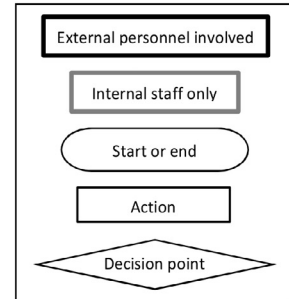 External personnel involved
Internal staff only
Start or end
Action
Decision point